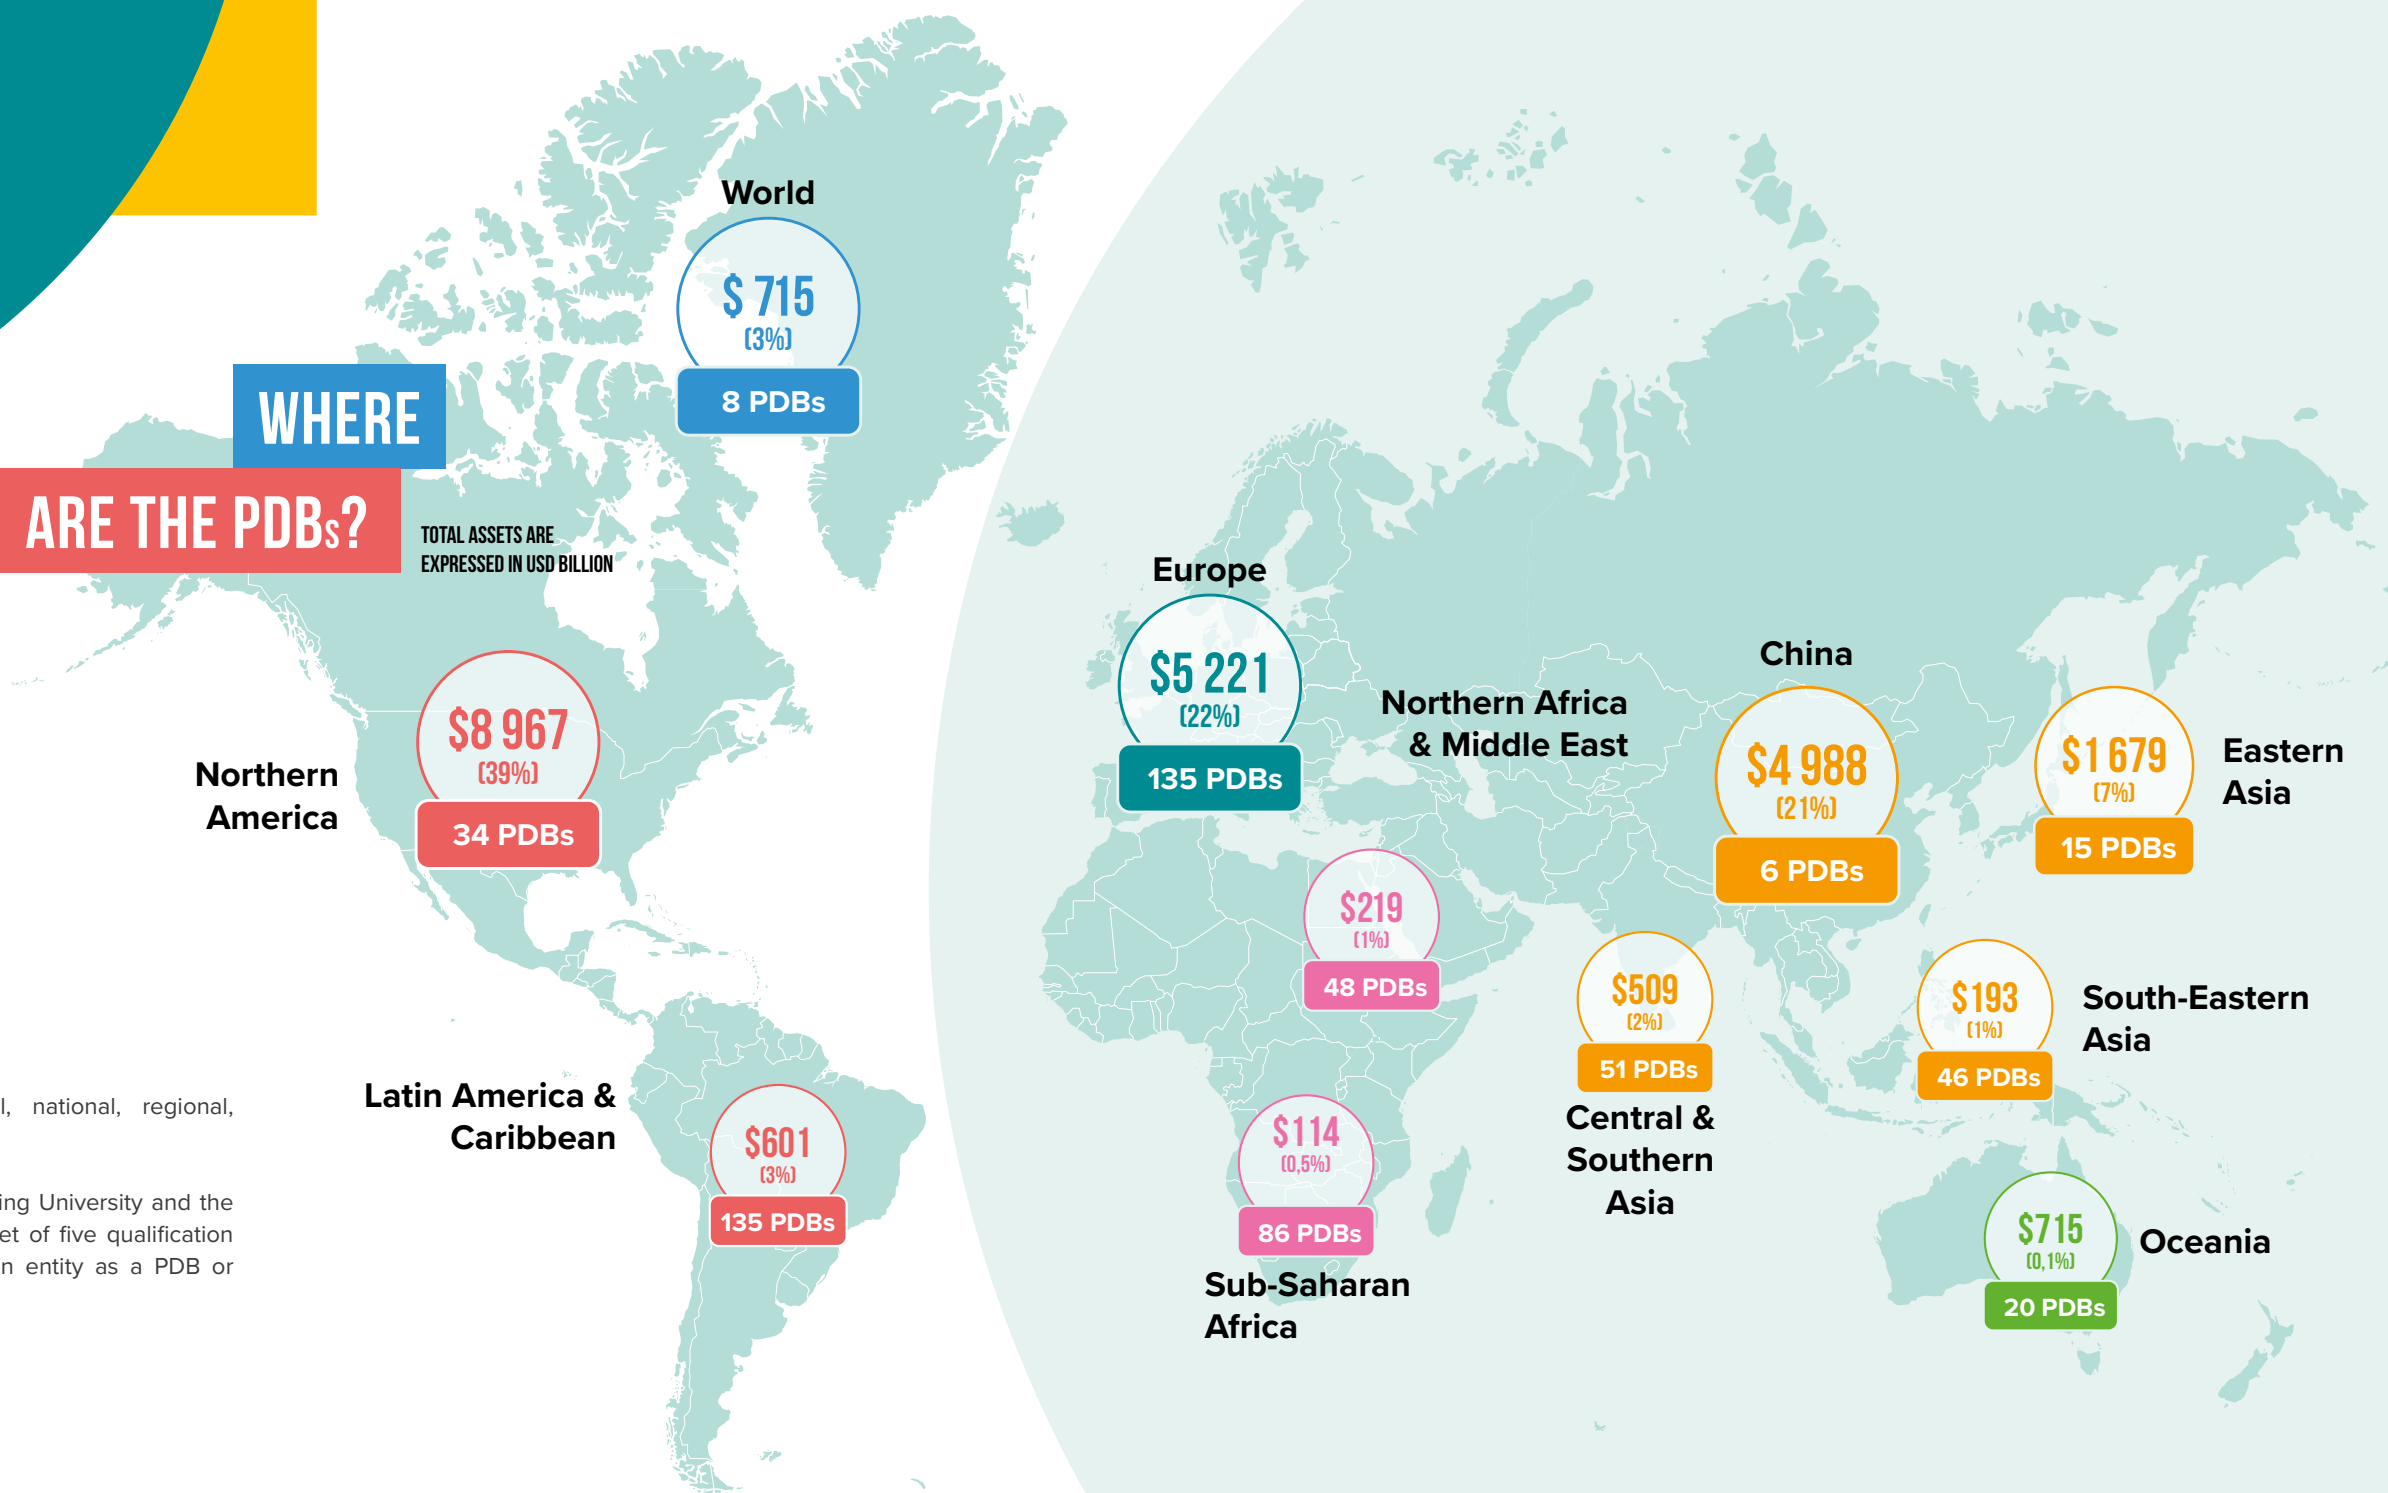 World
$ 715
(3%)
8 PDBs
WHERE
ARE THE PDBs?
TOTAL ASSETS ARE
EXPRESSED IN USD BILLION
Northern
America
$8 967
(39%)
34 PDBs
Latin America &
Caribbean
$601
(3%)
135 PDBs
Europe
$5 221
(22%)
135 PDBs
Northern Africa
& Middle East
$219
(1%)
48 PDBs
$114
(0,5%)
86 PDBs
Sub-Saharan
Africa
China
$4 988
(21%)
6 PDBs
$1 679
(7%)
15 PDBs
Eastern
Asia
$509
(2%)
51 PDBs
Central &
Southern
Asia
$193
(1%)
46 PDBs
South-Eastern
Asia
$715
(0,1%)
20 PDBs
Oceania
l, national, regional,
ing University and the
et of five qualification
n entity as a PDB or